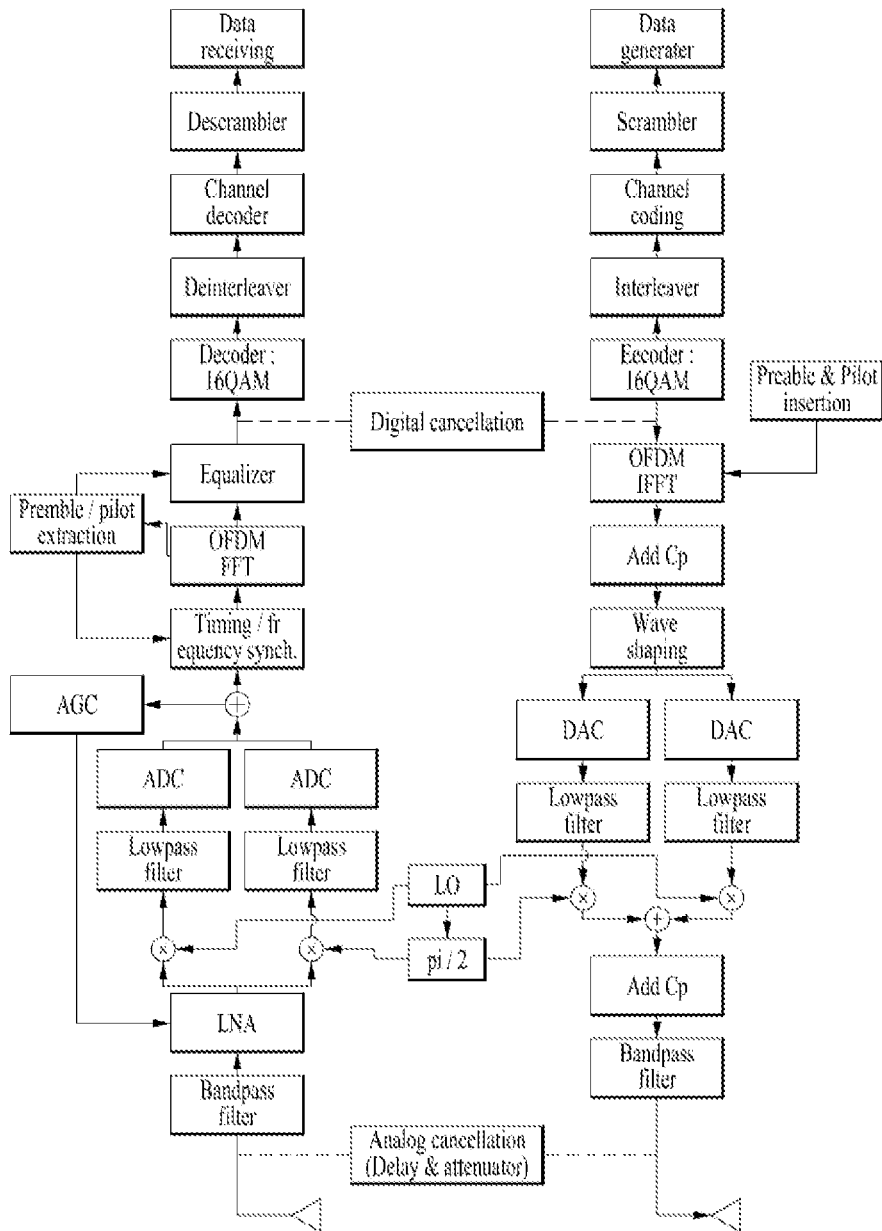 Data
receiving
Data
generater
Descrambler
Scrambler
Channel
decoder
Channel
coding
Deinterleaver
Interleaver
Decoder :
16QAM
Eecoder :
16QAM
Preable & Pilot
insertion
Digital cancellation
Equalizer
OFDM
IFFT
Premble / pilot
extraction
OFDM
FFT
Add Cp
Timing / fr
equency synch.
Wave
shaping
AGC
ADC
ADC
DAC
DAC
Lowpass
filter
Lowpass
filter
Lowpass
filter
Lowpass
filter
LO
pi / 2
LNA
Add Cp
Bandpass
filter
Bandpass
filter
Analog cancellation
(Delay & attenuator)